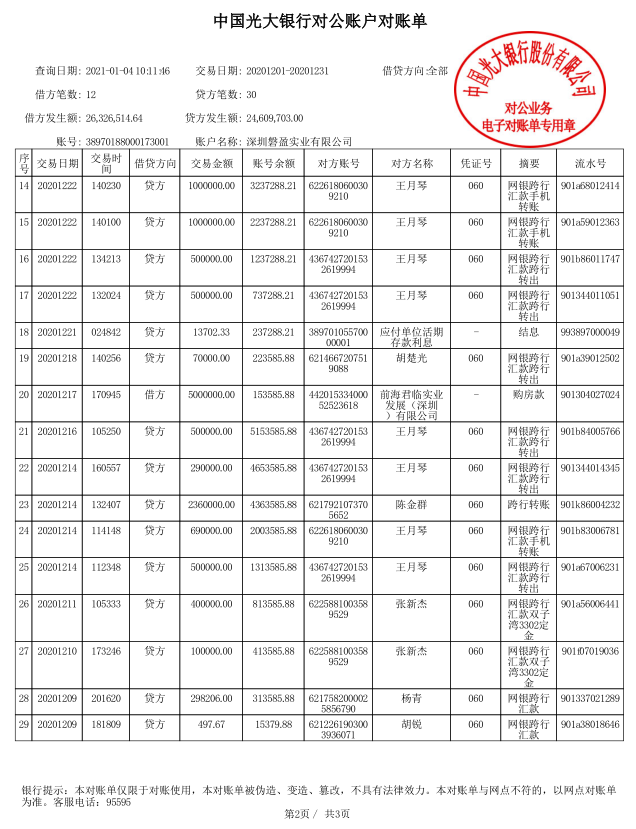 中国光大银行对公账户对账单
查询日期: 2021-01-04 10:11:46 交易日期: 20201201-20201231 借贷方向:全部
借方笔数: 12 贷方笔数: 30
借方发生额: 26,326,514.64 贷方发生额: 24,609,703.00
账号: 38970188000173001 账户名称: 深圳磐盈实业有限公司
中国光大银行股份有限公司
对公业务
电子对账单专用章
序号 交易日期 交易时间 借贷方向 交易金额 账号余额 对方账号 对方名称 凭证号 摘要 流水号
14 20201222 140230 贷方 1000000.00 3237288.21 6226180600309210 王月琴 060 网银跨行汇款手机转账 901a68012414
15 20201222 140100 贷方 1000000.00 2237288.21 6226180600309210 王月琴 060 网银跨行汇款手机转账 901a59012363
16 20201222 134213 贷方 500000.00 1237288.21 4367427201532619994 王月琴 060 网银跨行汇款跨行转出 901b86011747
17 20201222 132024 贷方 500000.00 737288.21 4367427201532619994 王月琴 060 网银跨行汇款跨行转出 901344011051
18 20201221 024842 贷方 13702.33 237288.21 38970105570000001 应付单位活期存款利息 - 结息 993897000049
19 20201218 140256 贷方 70000.00 223585.88 6214667207519088 胡楚光 060 网银跨行汇款跨行转出 901a39012502
20 20201217 170945 借方 5000000.00 153585.88 44201533400052523618 前海君临实业发展（深圳）有限公司 - 购房款 901304027024
21 20201216 105250 贷方 500000.00 5153585.88 4367427201532619994 王月琴 060 网银跨行汇款跨行转出 901b84005766
22 20201214 160557 贷方 290000.00 4653585.88 4367427201532619994 王月琴 060 网银跨行汇款跨行转出 901344014345
23 20201214 132407 贷方 2360000.00 4363585.88 6217921073705652 陈金群 060 跨行转账 901k86004232
24 20201214 114148 贷方 690000.00 2003585.88 6226180600309210 王月琴 060 网银跨行汇款手机转账 901b83006781
25 20201214 112348 贷方 500000.00 1313585.88 4367427201532619994 王月琴 060 网银跨行汇款跨行转出 901a67006231
26 20201211 105333 贷方 400000.00 813585.88 6225881003589529 张新杰 060 网银跨行汇款双子湾3302定金 901a56006441
27 20201210 173246 贷方 100000.00 413585.88 6225881003589529 张新杰 060 网银跨行汇款双子湾3302定金 901f07019036
28 20201209 201620 贷方 298206.00 313585.88 6217582000025856790 杨青 060 网银跨行汇款 901337021289
29 20201209 181809 贷方 497.67 15379.88 6212261903003936071 胡锐 060 网银跨行汇款 901a38018646
银行提示：本对账单仅限于对账使用，本对账单被伪造、变造、篡改，不具有法律效力。本对账单与网点不符的，以网点对账单
为准。客服电话：95595
第2页 / 共3页